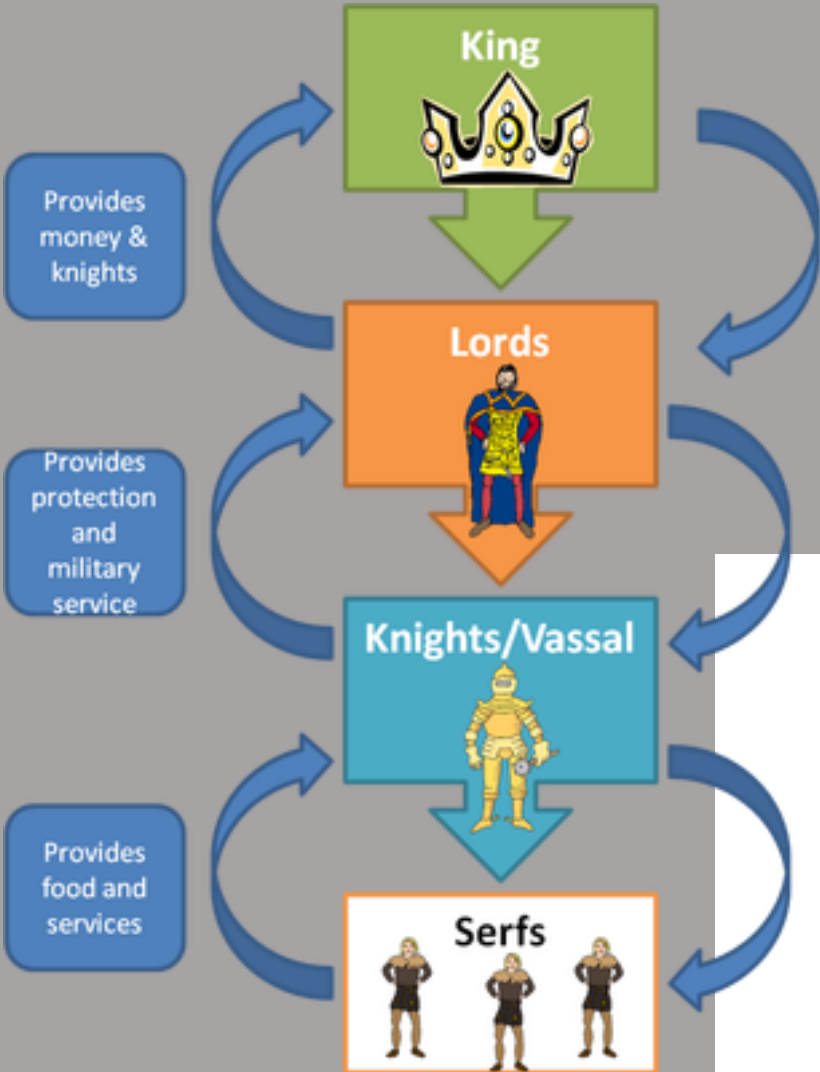 King
Provides
money &
knights
Lords
Provides
protection
and
military
service
Knights/Vassal
Provides
food and
services
Serfs